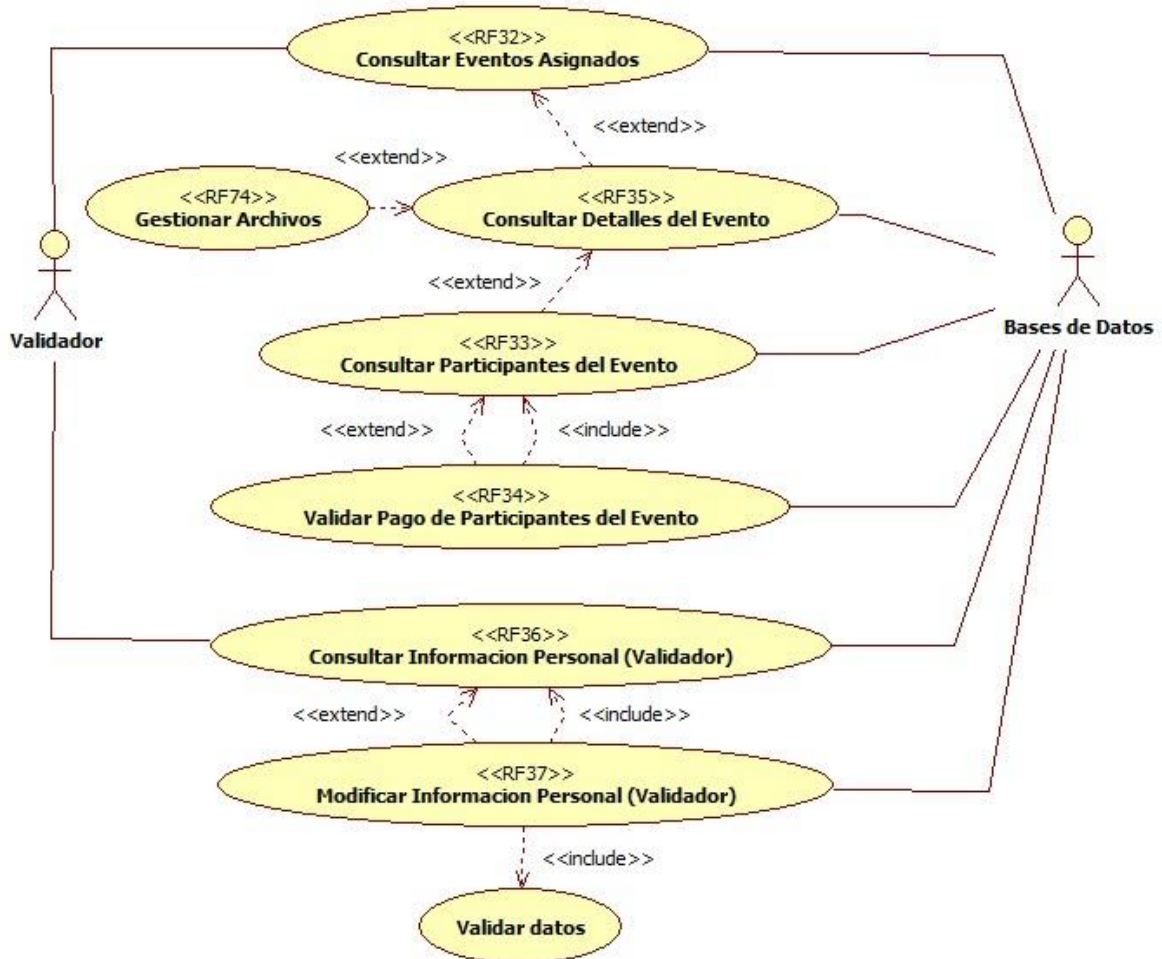 <<RF32>>
Consultar Eventos Asignados
<<extend>>
<<extend>>
<<RF74>>
Gestionar Archivos
<<RF35>>
Consultar Detalles del Evento
<<extend>>
Validador
Bases de Datos
<<RF33>>
Consultar Participantes del Evento
<<extend>>
<<include>>
<<RF34>>
Validar Pago de Participantes del Evento
<<RF36>>
Consultar Informacion Personal (Validador)
<<extend>>
<<include>>
<<RF37>>
Modificar Informacion Personal (Validador)
<<include>>
Validar datos